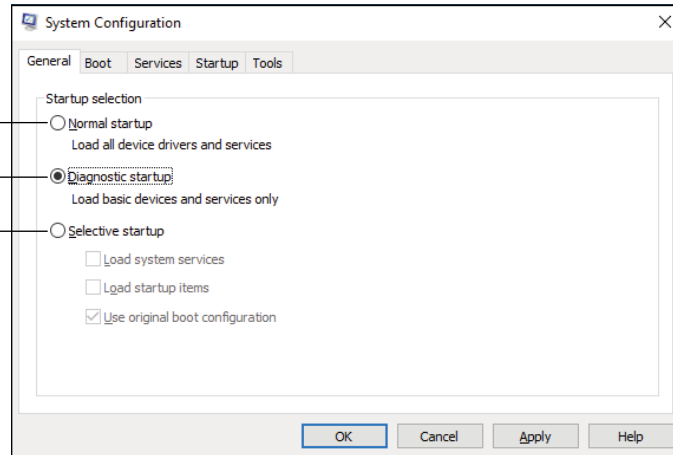 System Configuration
General Boot Services Startup Tools
Startup selection
Normal startup
Load all device drivers and services
Diagnostic startup
Load basic devices and services only
Selective startup
Load system services
Load startup items
Use original boot configuration
OK Cancel Apply Help